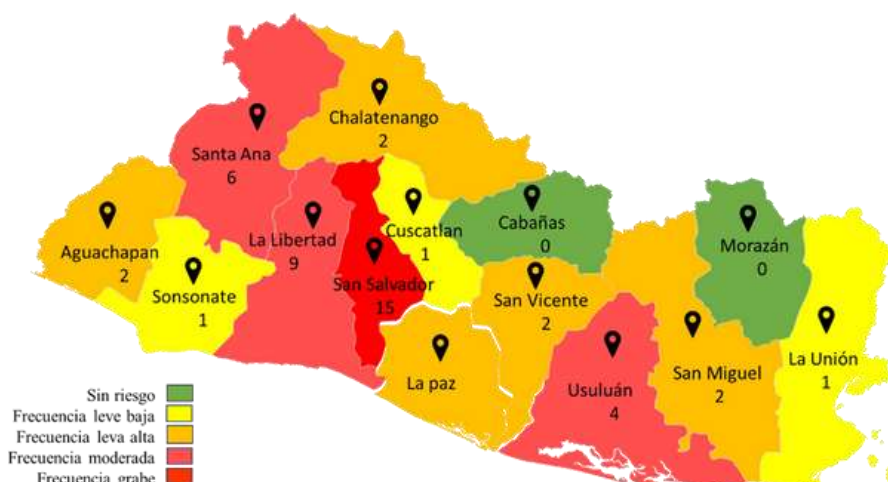 Chalatenango
2
Santa Ana
6
Aguachapan
2
Sonsonate
1
La Libertad
9
San Salvador
15
Cuscatlan
1
Cabañas
0
San Vicente
2
La paz
Usuluán
4
San Miguel
2
Morazán
0
La Unión
1
Sin riesgo
Frecuencia leve baja
Frecuencia leva alta
Frecuencia moderada
Frecuencia grabe